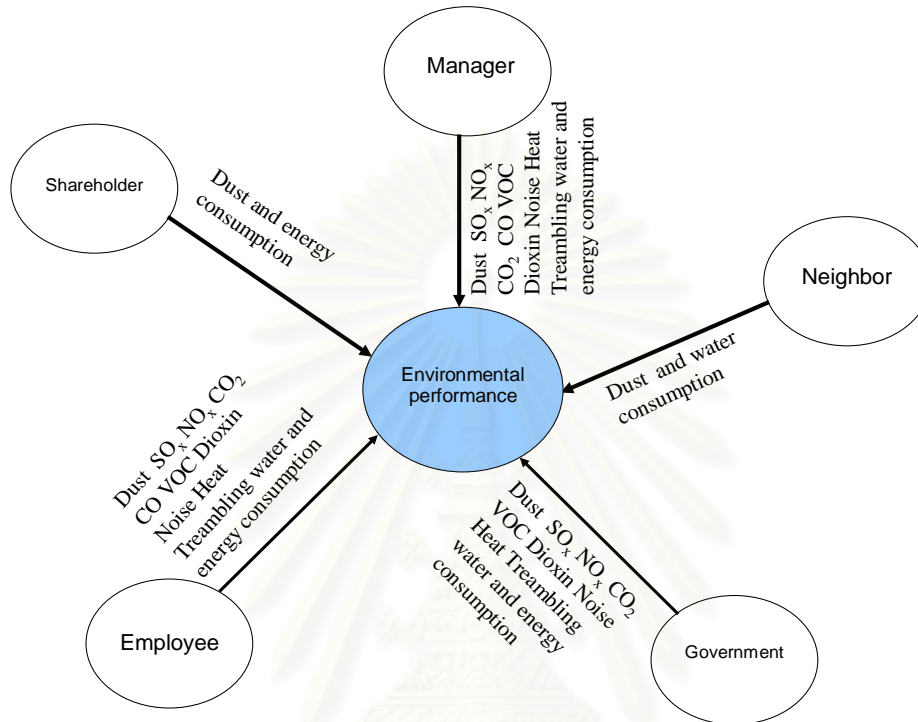 Manager
Dust SOₓ NOₓ
CO₂ CO VOC
Dioxin Noise Heat
Treambling water and
energy consumption
Shareholder
Dust and energy
consumption
Neighbor
Dust and water
consumption
Environmental
performance
Dust SOₓ NOₓ CO₂
CO VOC Dioxin
Noise Heat
Treambling water and
energy consumption
Employee
Dust SOₓ NOₓ CO₂
VOC Dioxin Noise
Heat Treambling
water and energy
consumption
Government